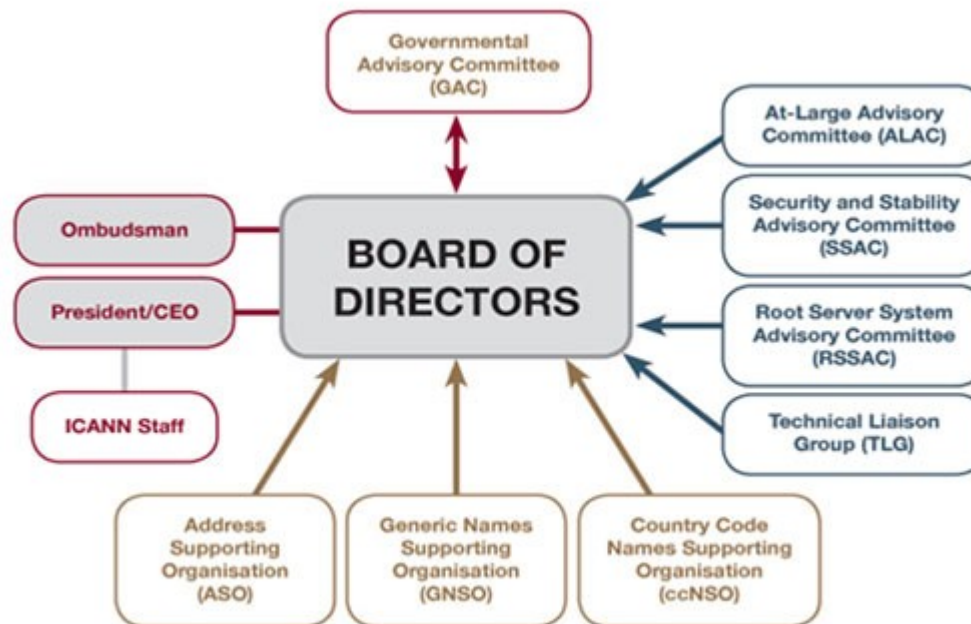 Governmental
Advisory Committee
(GAC)
At-Large Advisory
Committee (ALAC)
Ombudsman
BOARD OF
DIRECTORS
Security and Stability
Advisory Committee
(SSAC)
President/CEO
Root Server System
Advisory Committee
(RSSAC)
ICANN Staff
Technical Liaison
Group (TLG)
Address
Supporting
Organisation
(ASO)
Generic Names
Supporting
Organisation
(GNSO)
Country Code
Names Supporting
Organisation
(ccNSO)